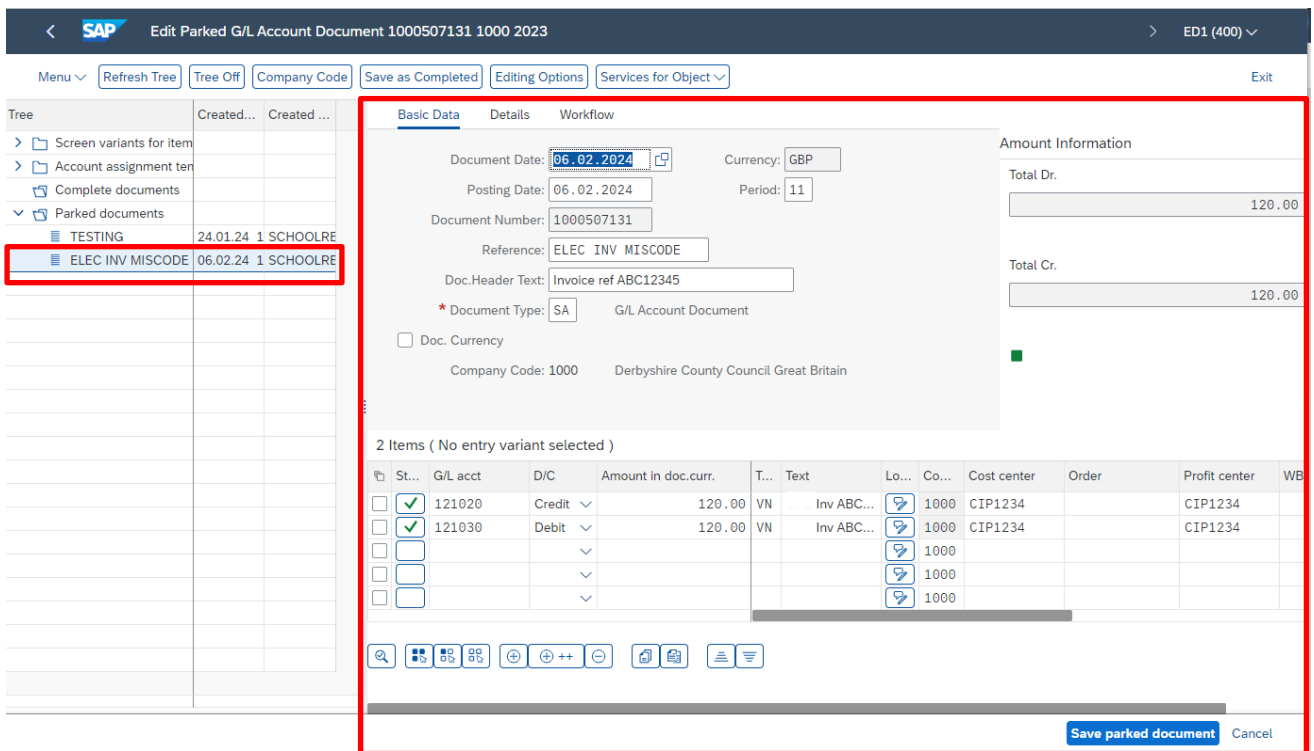 SAP Edit Parked G/L Account Document 1000507131 1000 2023 ED1 (400)
Menu Refresh Tree Tree Off Company Code Save as Completed Editing Options Services for Object Exit
Tree Created... Created ...
Screen variants for item
Account assignment ten
Complete documents
Parked documents
TESTING 24.01.24 1 SCHOOLRE
ELEC INV MISCODE 06.02.24 1 SCHOOLRE
Basic Data Details Workflow
Document Date: 06.02.2024 Currency: GBP
Posting Date: 06.02.2024 Period: 11
Document Number: 1000507131
Reference: ELEC INV MISCODE
Doc.Header Text: Invoice ref ABC12345
* Document Type: SA G/L Account Document
Doc. Currency
Company Code: 1000 Derbyshire County Council Great Britain
Amount Information
Total Dr.
120.00
Total Cr.
120.00
2 Items ( No entry variant selected )
St... G/L acct D/C Amount in doc.curr. T... Text Lo... Co... Cost center Order Profit center WB
121020 Credit 120.00 VN Inv ABC... 1000 CIP1234 CIP1234
121030 Debit 120.00 VN Inv ABC... 1000 CIP1234 CIP1234
1000
1000
1000
++
Save parked document Cancel